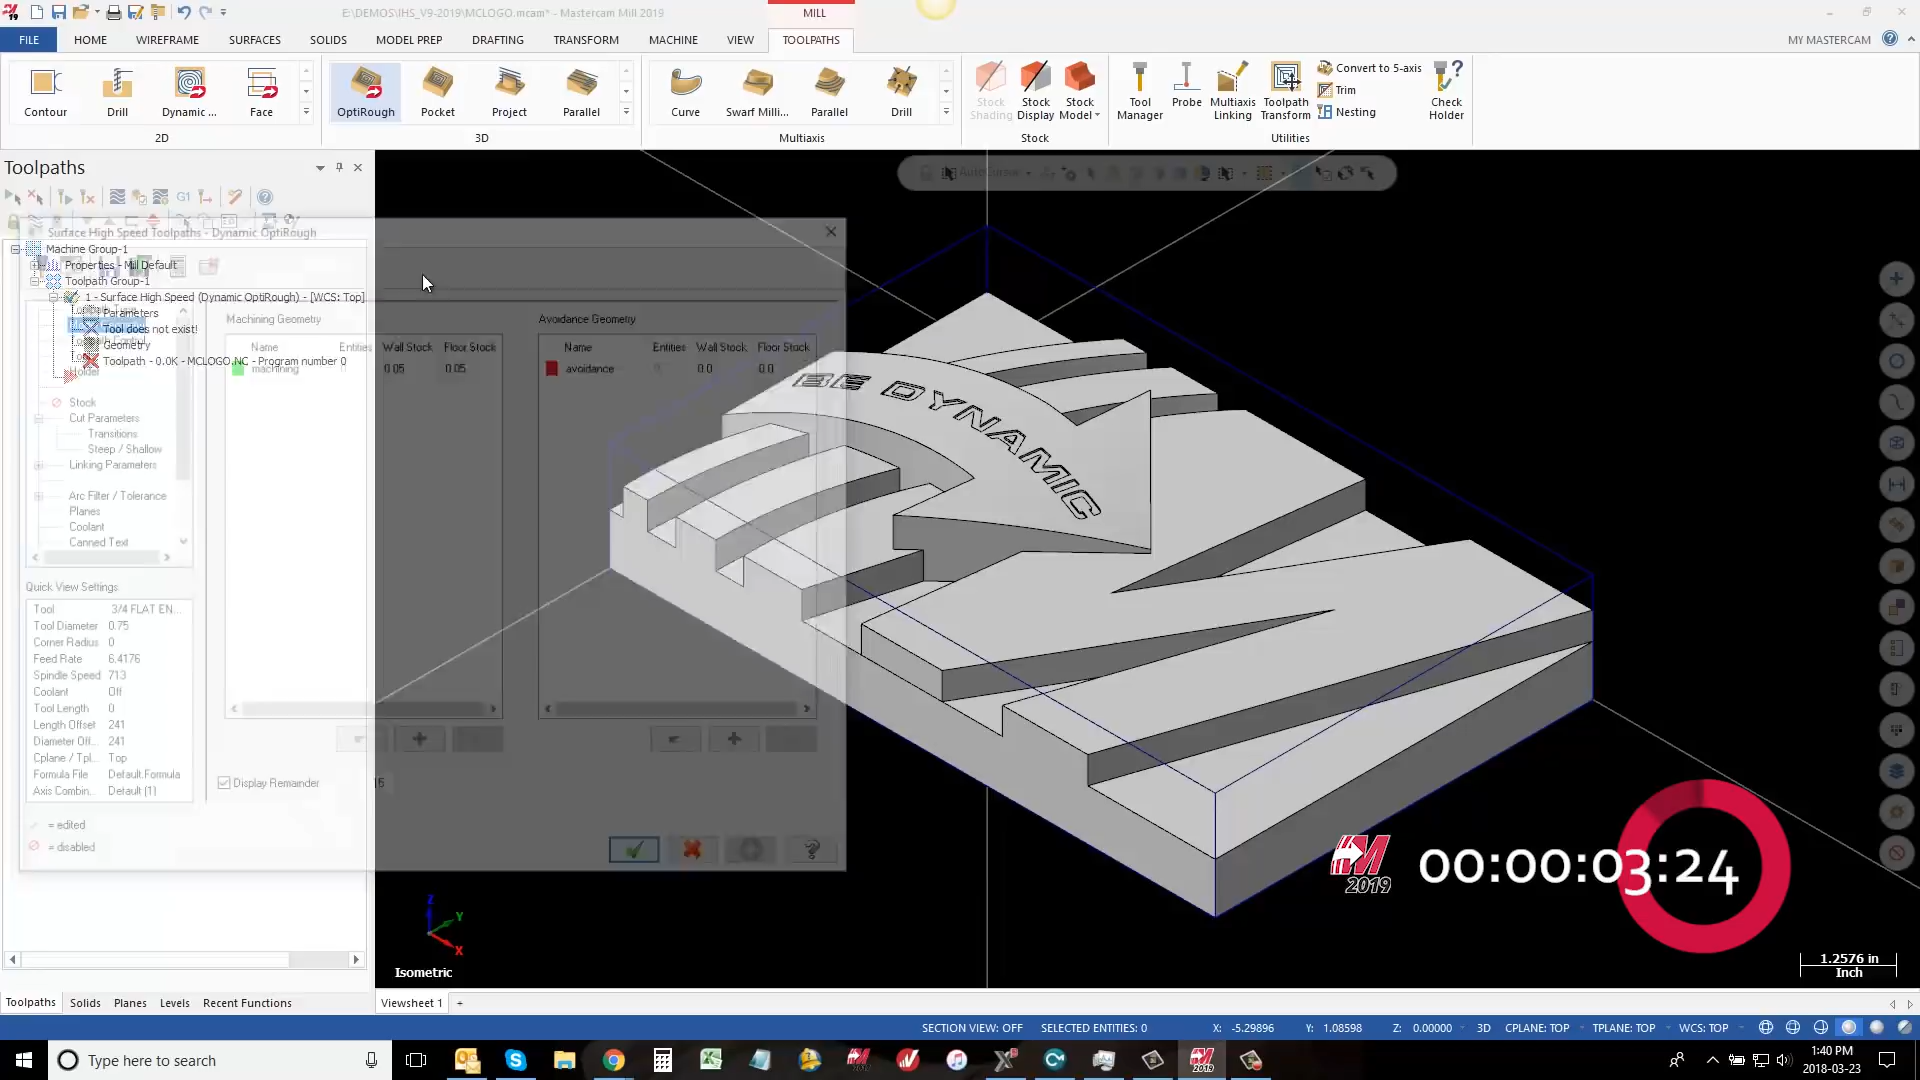 E:\DEMOS\IHS_V9-2019\MCLOGO.mcam* - Mastercam Mill 2019
MILL
FILE
HOME
WIREFRAME
SURFACES
SOLIDS
MODEL PREP
DRAFTING
TRANSFORM
MACHINE
VIEW
TOOLPATHS
MY MASTERCAM
Contour
Drill
Dynamic ...
Face
OptiRough
Pocket
Project
Parallel
Curve
Swarf Milli...
Parallel
Drill
Stock Shading
Stock Display
Stock Model
Tool Manager
Probe
Multiaxis Linking
Toolpath Transform
Convert to 5-axis
Trim
Nesting
Check Holder
2D
3D
Multiaxis
Stock
Utilities
Toolpaths
AutoCursor
G1
Surface High Speed Toolpaths - Dynamic OptiRough
Machine Group-1
Properties - Mill Default
Toolpath Group-1
1 - Surface High Speed (Dynamic OptiRough) - [WCS: Top]
Parameters
Tool does not exist!
Geometry
Toolpath - 0.0K - MCLOGO.NC - Program number 0
Holder
Stock
Cut Parameters
Transitions
Steep / Shallow
Linking Parameters
Arc Filter / Tolerance
Planes
Coolant
Canned Text
Machining Geometry
Name Entities Wall Stock Floor Stock
machining 0 0.05 0.05
Avoidance Geometry
Name Entities Wall Stock Floor Stock
avoidance 0 0.0 0.0
Quick View Settings
Tool 3/4 FLAT EN...
Tool Diameter 0.75
Corner Radius 0
Feed Rate 6.4176
Spindle Speed 713
Coolant Off
Tool Length 0
Length Offset 241
Diameter Off... 241
Cplane / Tpl... Top
Formula File Default.Formula
Axis Combin... Default (1)
Display Remainder
= edited
= disabled
BE DYNAMIC
2019
00:00:03:24
Z
Y
X
Isometric
1.2576 in
Inch
Toolpaths
Solids
Planes
Levels
Recent Functions
Viewsheet 1
+
SECTION VIEW: OFF
SELECTED ENTITIES: 0
X: -5.29896
Y: 1.08598
Z: 0.00000
3D
CPLANE: TOP
TPLANE: TOP
WCS: TOP
Type here to search
1:40 PM
2018-03-23